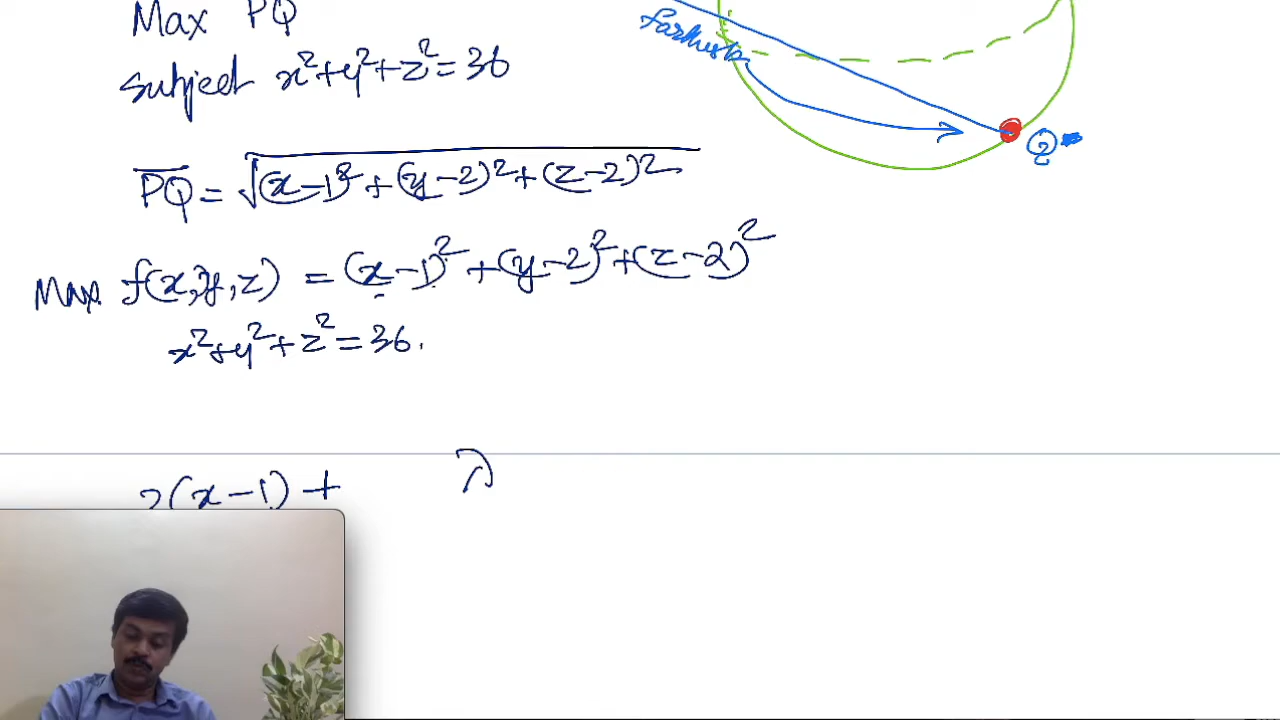 Max PQ
farthest
subject x²+y²+z²=36
Q
PQ = √(x-1)²+(y-2)²+(z-2)²
Max f(x,y,z) = (x-1)²+(y-2)²+(z-2)²
x²+y²+z²=36.
2(x-1)+ λ